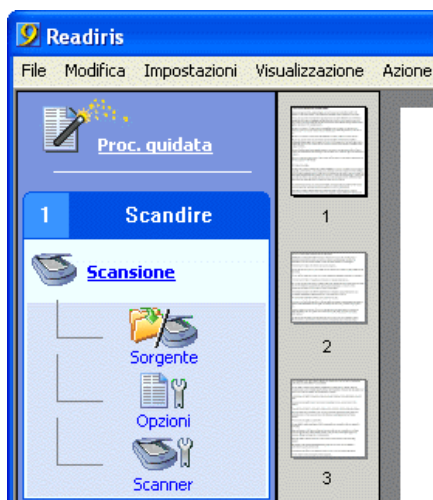 9 Readiris
File Modifica Impostazioni Visualizzazione Azione
Proc. guidata
1 Scandire
Scansione
Sorgente
Opzioni
Scanner
1
2
3